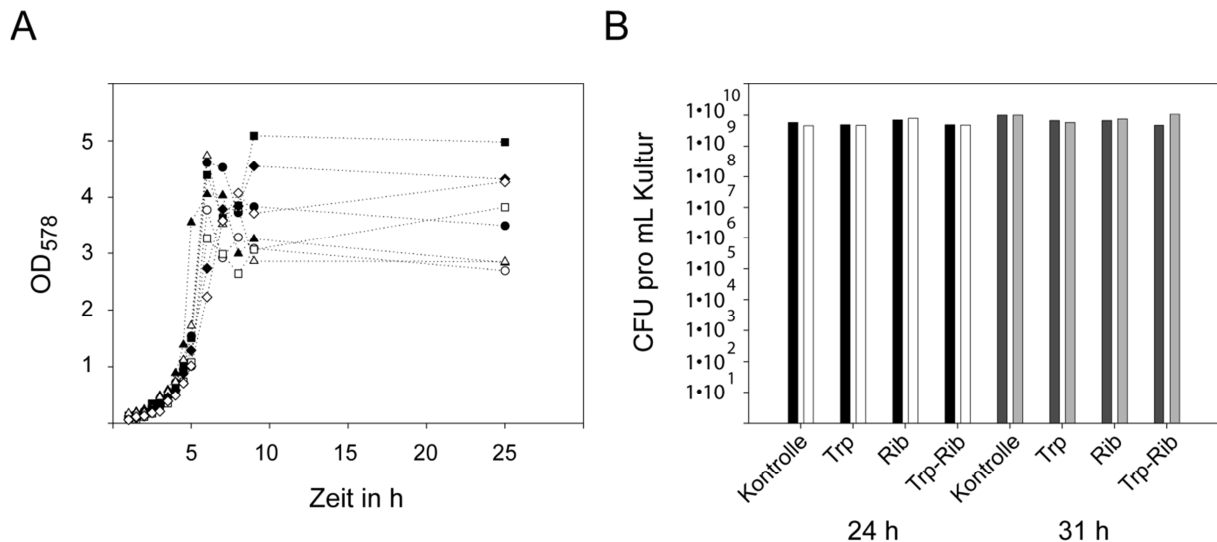 A
B
OD578
5
4
3
2
1
5 10 15 20 25
Zeit in h
CFU pro mL Kultur
1•10^10
1•10^9
1•10^8
1•10^7
1•10^6
1•10^5
1•10^4
1•10^3
1•10^2
1•10^1
Kontrolle Trp Rib Trp-Rib Kontrolle Trp Rib Trp-Rib
24 h 31 h